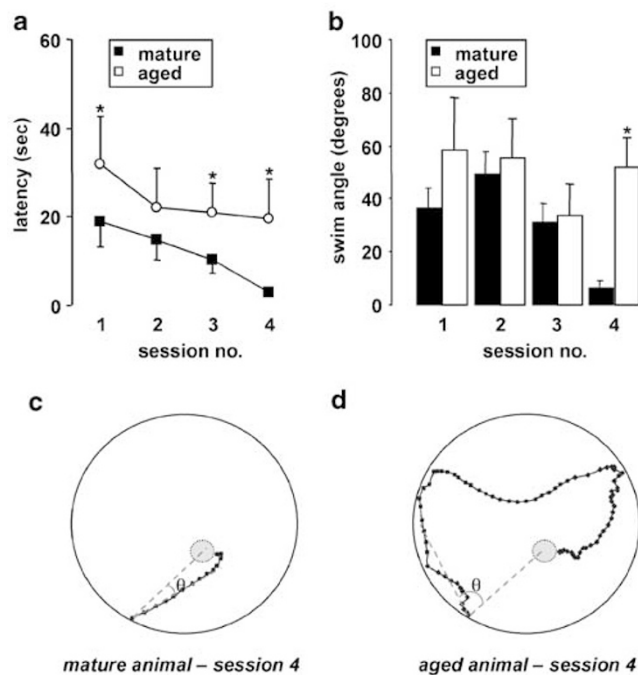 a
60
40
20
0
latency (sec)
mature
aged
*
*
*
1 2 3 4
session no.
b
100
80
60
40
20
0
swim angle (degrees)
mature
aged
*
1 2 3 4
session no.
c
θ
mature animal – session 4
d
θ
aged animal – session 4